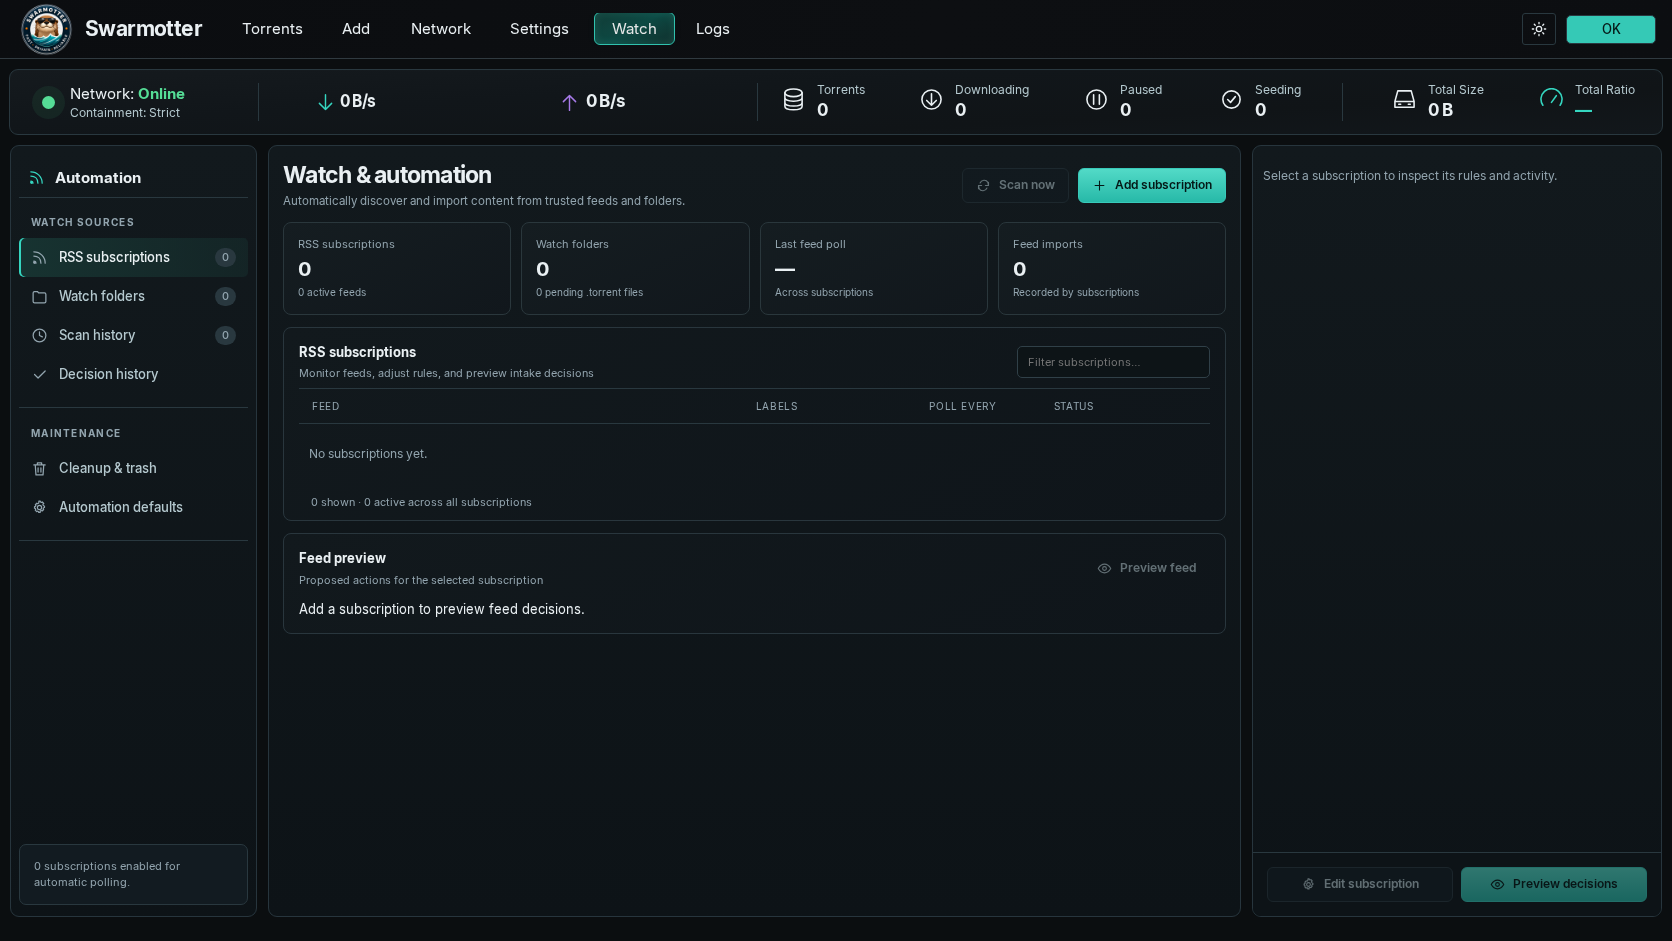 Swarmotter
Torrents
Add
Network
Settings
Watch
Logs
OK
Network: Online
Containment: Strict
0 B/s
0 B/s
Torrents
0
Downloading
0
Paused
0
Seeding
0
Total Size
0 B
Total Ratio
—
Automation
WATCH SOURCES
RSS subscriptions 0
Watch folders 0
Scan history 0
Decision history
MAINTENANCE
Cleanup & trash
Automation defaults
0 subscriptions enabled for
automatic polling.
Watch & automation
Automatically discover and import content from trusted feeds and folders.
Scan now
Add subscription
RSS subscriptions
0
0 active feeds
Watch folders
0
0 pending .torrent files
Last feed poll
—
Across subscriptions
Feed imports
0
Recorded by subscriptions
RSS subscriptions
Monitor feeds, adjust rules, and preview intake decisions
Filter subscriptions...
FEED LABELS POLL EVERY STATUS
No subscriptions yet.
0 shown · 0 active across all subscriptions
Feed preview
Proposed actions for the selected subscription
Preview feed
Add a subscription to preview feed decisions.
Select a subscription to inspect its rules and activity.
Edit subscription
Preview decisions